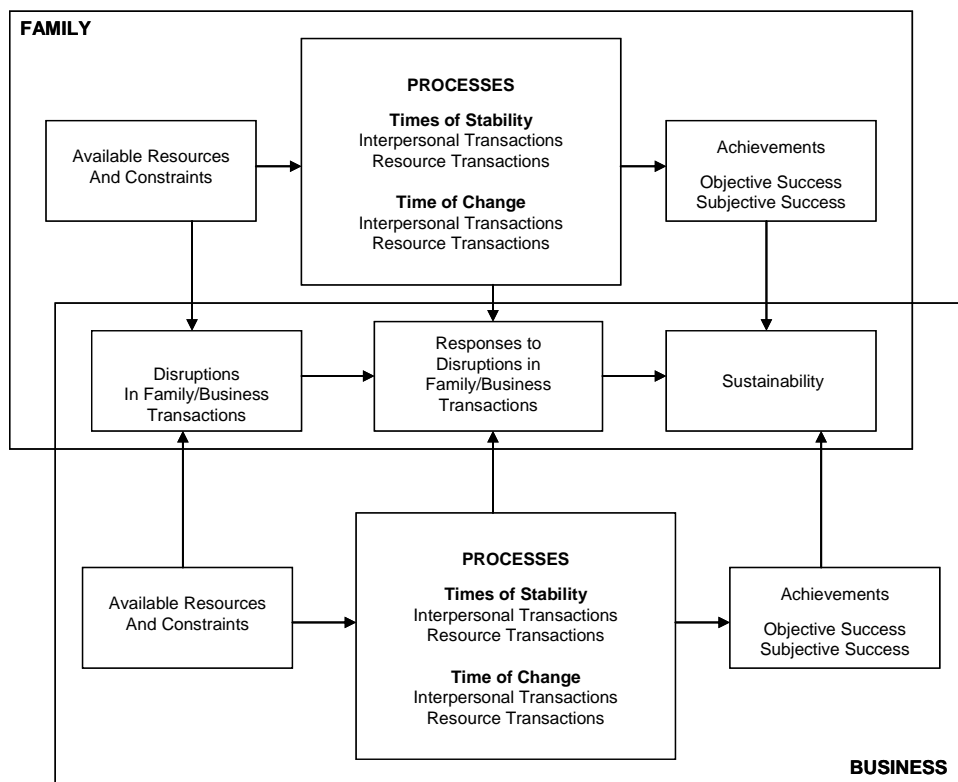 FAMILY
PROCESSES
Times of Stability
Interpersonal Transactions
Resource Transactions
Time of Change
Interpersonal Transactions
Resource Transactions
Available Resources
And Constraints
Achievements
Objective Success
Subjective Success
Disruptions
In Family/Business
Transactions
Responses to
Disruptions in
Family/Business
Transactions
Sustainability
Available Resources
And Constraints
PROCESSES
Times of Stability
Interpersonal Transactions
Resource Transactions
Time of Change
Interpersonal Transactions
Resource Transactions
Achievements
Objective Success
Subjective Success
BUSINESS